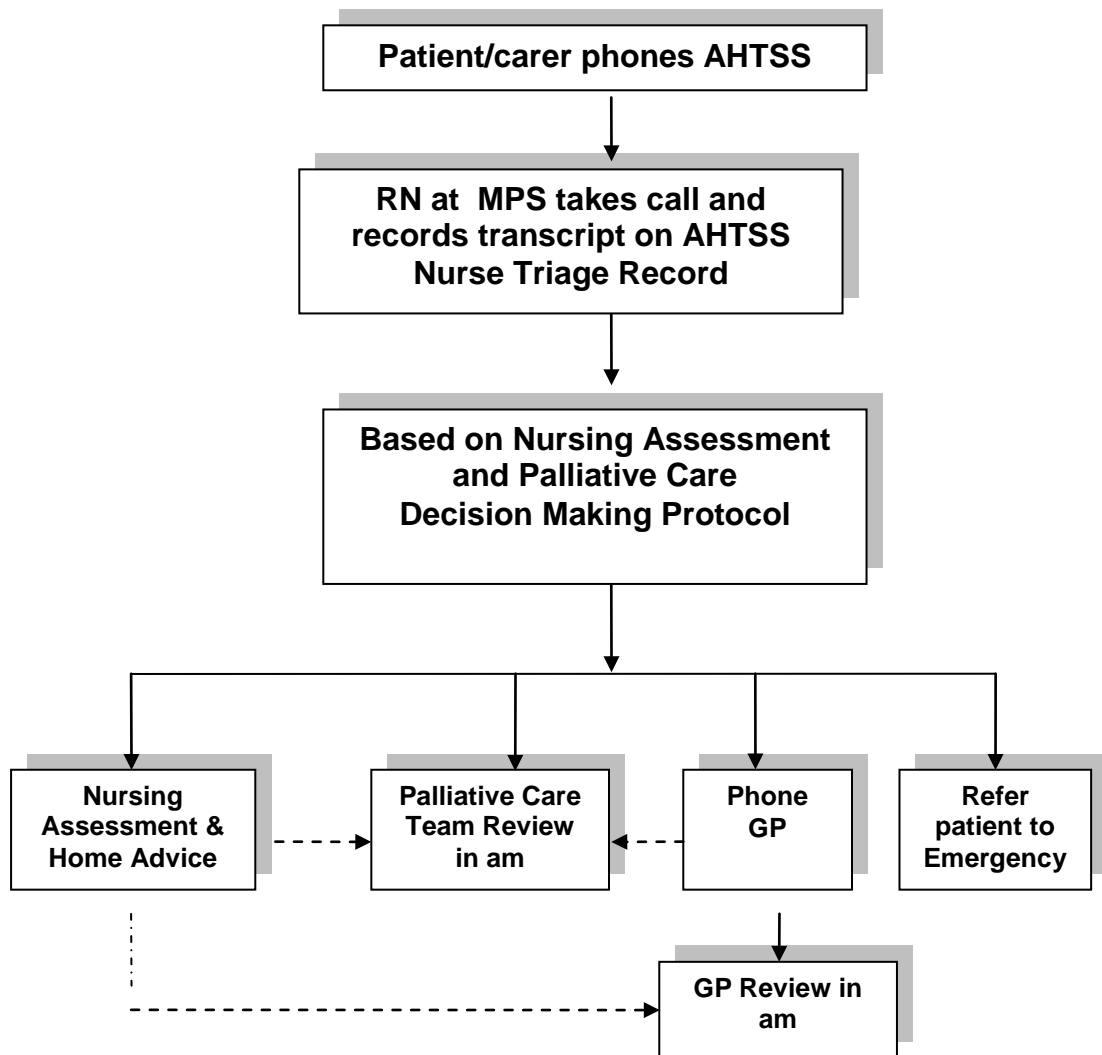 Patient/carer phones AHTSS
RN at MPS takes call and
records transcript on AHTSS
Nurse Triage Record
Based on Nursing Assessment
and Palliative Care
Decision Making Protocol
Nursing
Assessment &
Home Advice
Palliative Care
Team Review
in am
Phone
GP
Refer
patient to
Emergency
GP Review in
am